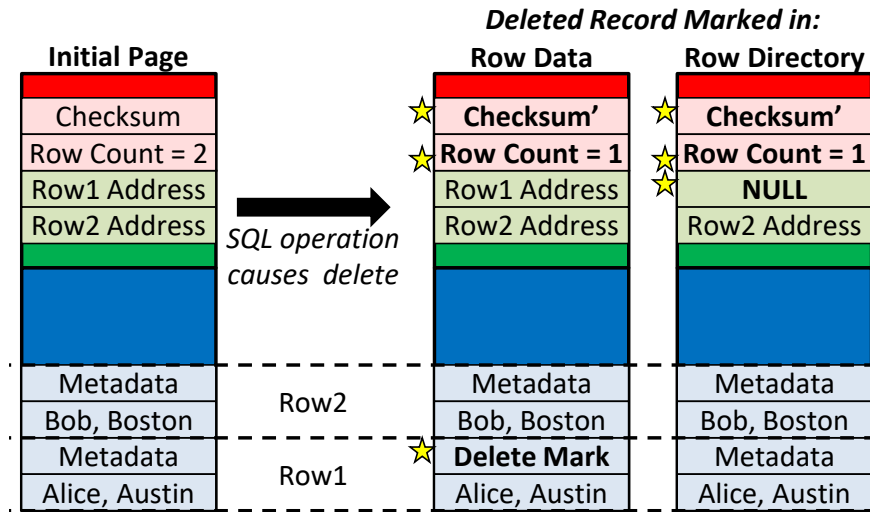 Deleted Record Marked in:
Initial Page
Row Data
Row Directory
Checksum
Checksum’
Checksum’
Row Count = 2
Row Count = 1
Row Count = 1
Row1 Address
Row1 Address
NULL
Row2 Address
Row2 Address
Row2 Address
SQL operation
causes delete
Metadata
Metadata
Metadata
Row2
Bob, Boston
Bob, Boston
Bob, Boston
Metadata
Delete Mark
Metadata
Row1
Alice, Austin
Alice, Austin
Alice, Austin